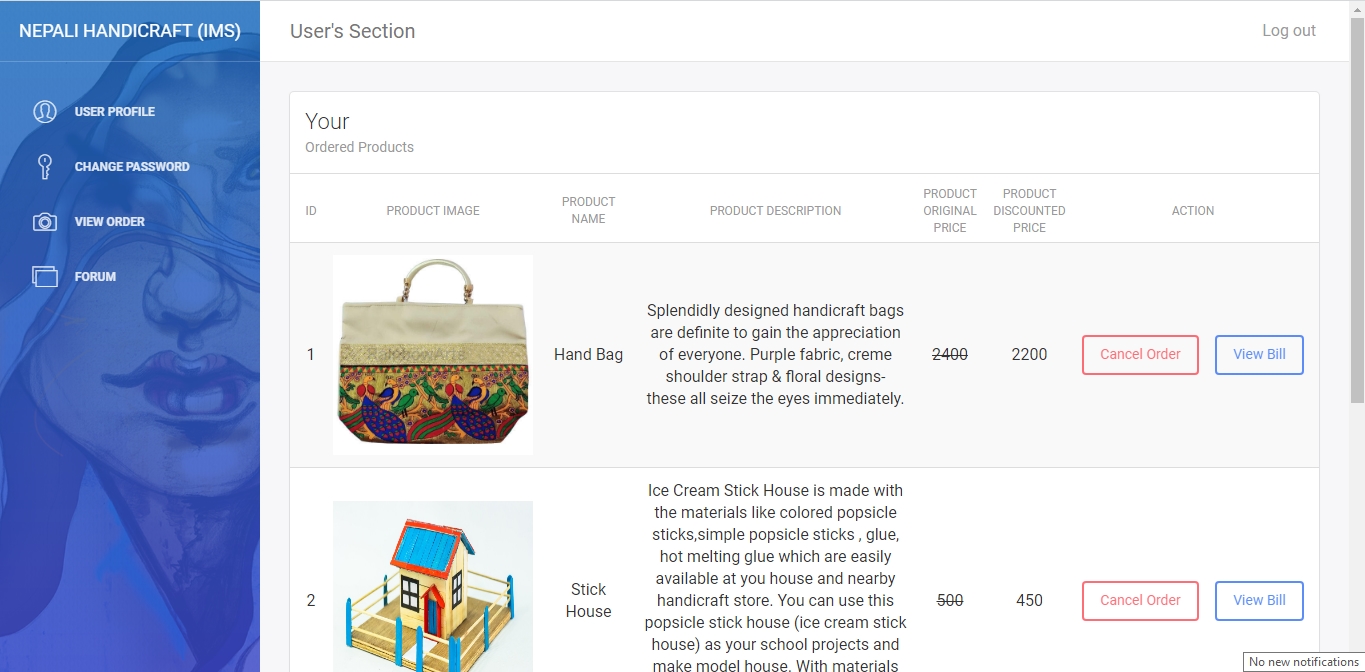 NEPALI HANDICRAFT (IMS)
User's Section
Log out
USER PROFILE
CHANGE PASSWORD
VIEW ORDER
FORUM
Your
Ordered Products
ID
PRODUCT IMAGE
PRODUCT
NAME
PRODUCT DESCRIPTION
PRODUCT
ORIGINAL
PRICE
PRODUCT
DISCOUNTED
PRICE
ACTION
1
RainbowArts
Hand Bag
Splendidly designed handicraft bags
are definite to gain the appreciation
of everyone. Purple fabric, creme
shoulder strap & floral designs-
these all seize the eyes immediately.
2400
2200
Cancel Order
View Bill
2
Stick
House
Ice Cream Stick House is made with
the materials like colored popsicle
sticks,simple popsicle sticks , glue,
hot melting glue which are easily
available at you house and nearby
handicraft store. You can use this
popsicle stick house (ice cream stick
house) as your school projects and
make model house. With materials
500
450
Cancel Order
View Bill
No new notifications